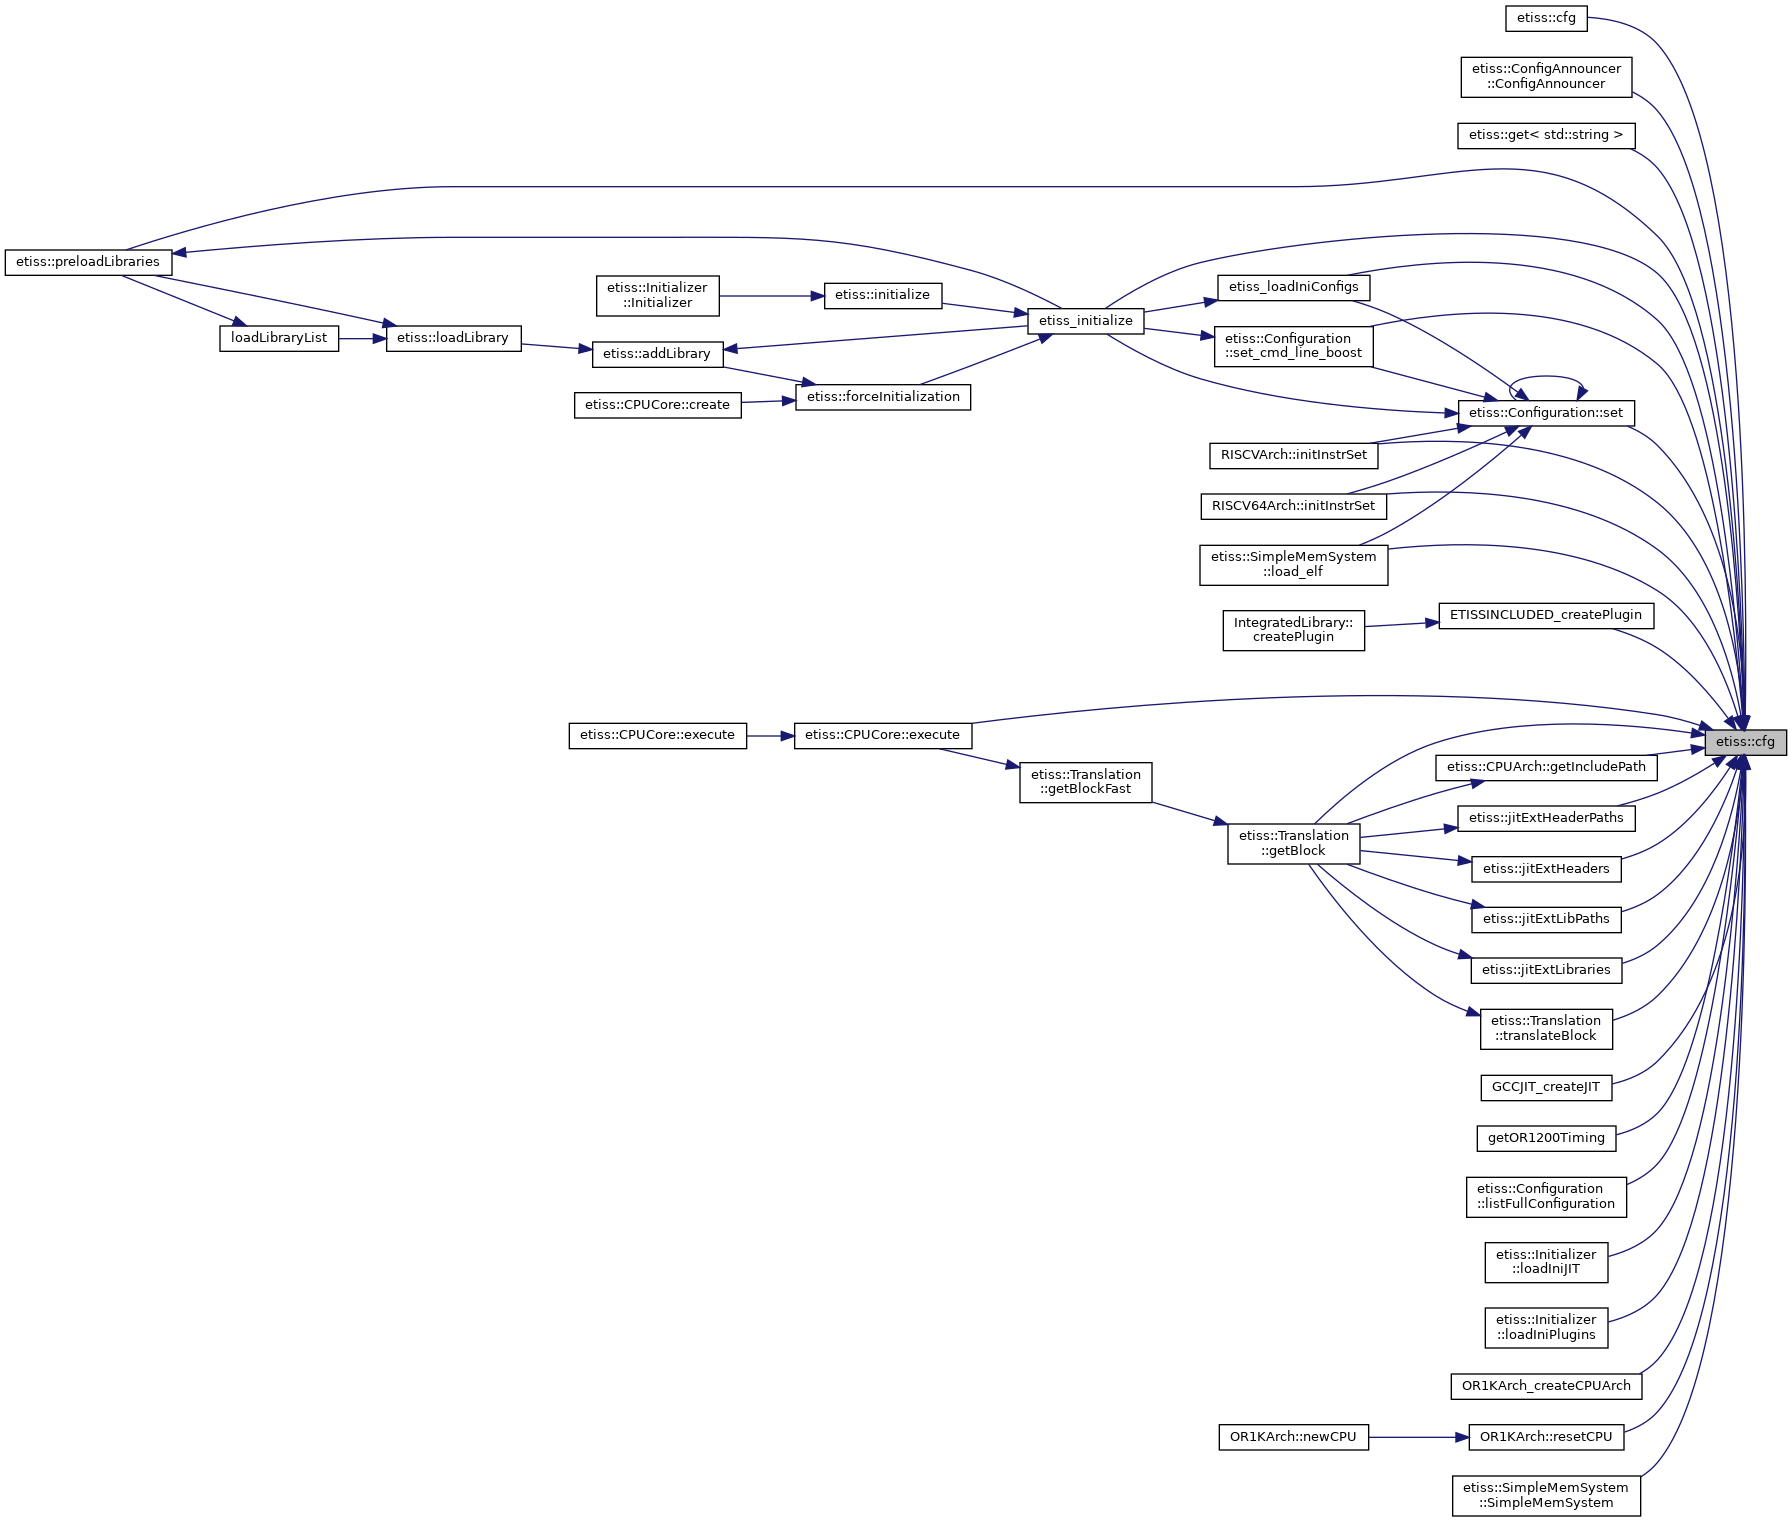 etiss::cfg
etiss::ConfigAnnouncer
::ConfigAnnouncer
etiss::get< std::string >
etiss::preloadLibraries
loadLibraryList
etiss::loadLibrary
etiss::Initializer
::Initializer
etiss::initialize
etiss::addLibrary
etiss::CPUCore::create
etiss::forceInitialization
etiss_initialize
etiss_loadIniConfigs
etiss::Configuration
::set_cmd_line_boost
etiss::Configuration::set
RISCVArch::initInstrSet
RISCV64Arch::initInstrSet
etiss::SimpleMemSystem
::load_elf
IntegratedLibrary::
createPlugin
ETISSINCLUDED_createPlugin
etiss::CPUCore::execute
etiss::CPUCore::execute
etiss::cfg
etiss::Translation
::getBlockFast
etiss::CPUArch::getIncludePath
etiss::jitExtHeaderPaths
etiss::Translation
::getBlock
etiss::jitExtHeaders
etiss::jitExtLibPaths
etiss::jitExtLibraries
etiss::Translation
::translateBlock
GCCJIT_createJIT
getOR1200Timing
etiss::Configuration
::listFullConfiguration
etiss::Initializer
::loadIniJIT
etiss::Initializer
::loadIniPlugins
OR1KArch_createCPUArch
OR1KArch::newCPU
OR1KArch::resetCPU
etiss::SimpleMemSystem
::SimpleMemSystem